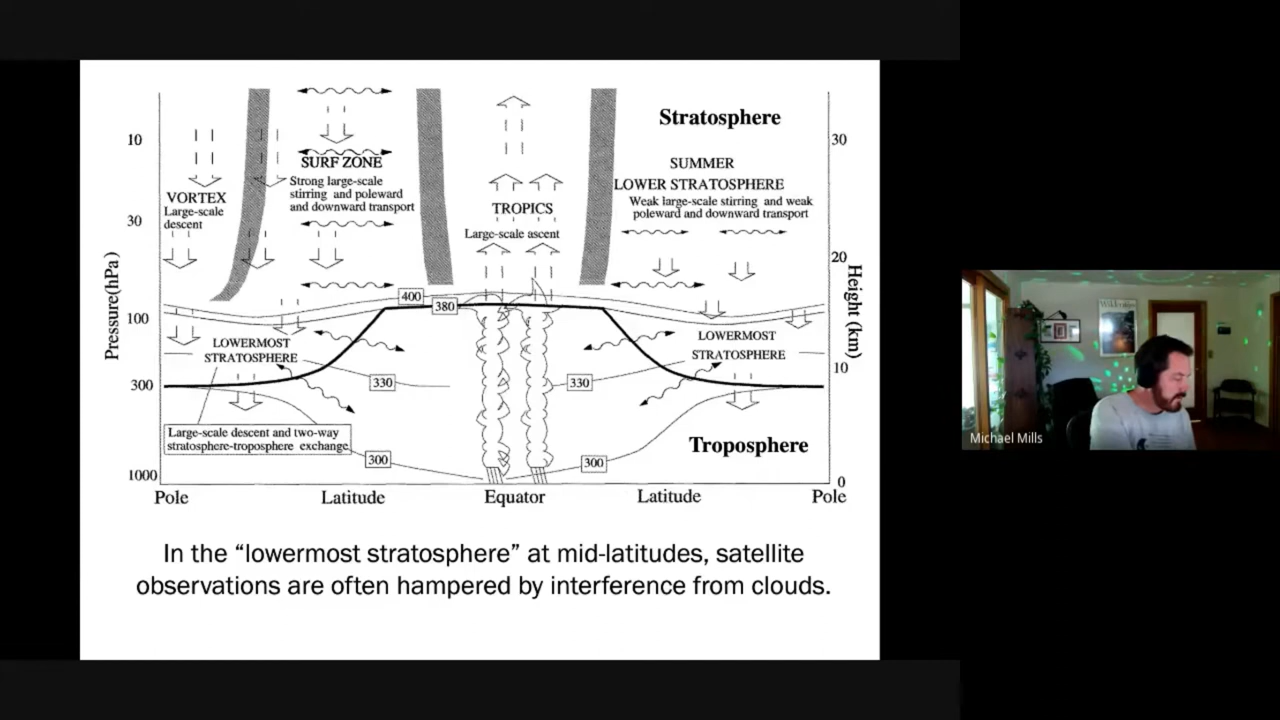 Stratosphere
10
30
SURF ZONE
Strong large-scale
stirring and poleward
and downward transport
SUMMER
LOWER STRATOSPHERE
Weak large-scale stirring and weak
poleward and downward transport
VORTEX
Large-scale
descent
TROPICS
Large-scale ascent
30
20
Pressure(hPa)
Height (km)
400
380
100
LOWERMOST
STRATOSPHERE
LOWERMOST
STRATOSPHERE
10
300
330
330
Large-scale descent and two-way
stratosphere-troposphere exchange
Troposphere
300
300
1000
0
Pole
Latitude
Equator
Latitude
Pole
In the “lowermost stratosphere” at mid-latitudes, satellite
observations are often hampered by interference from clouds.
Michael Mills